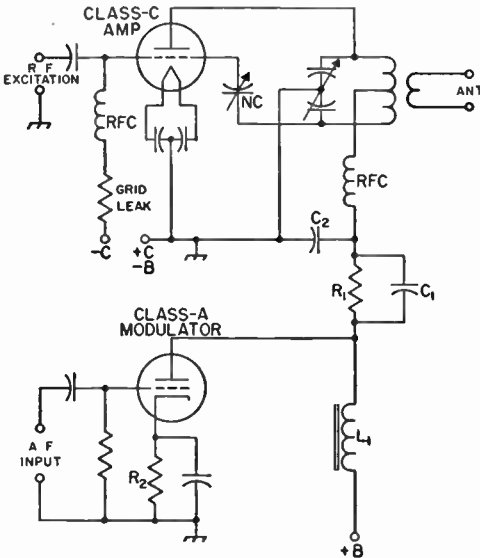 CLASS-C
AMP
R F
EXCITATION
NC
ANT
RFC
RFC
GRID
LEAK
C2
-C
+C
-B
R1
C1
CLASS-A
MODULATOR
A F
INPUT
R2
L1
+B